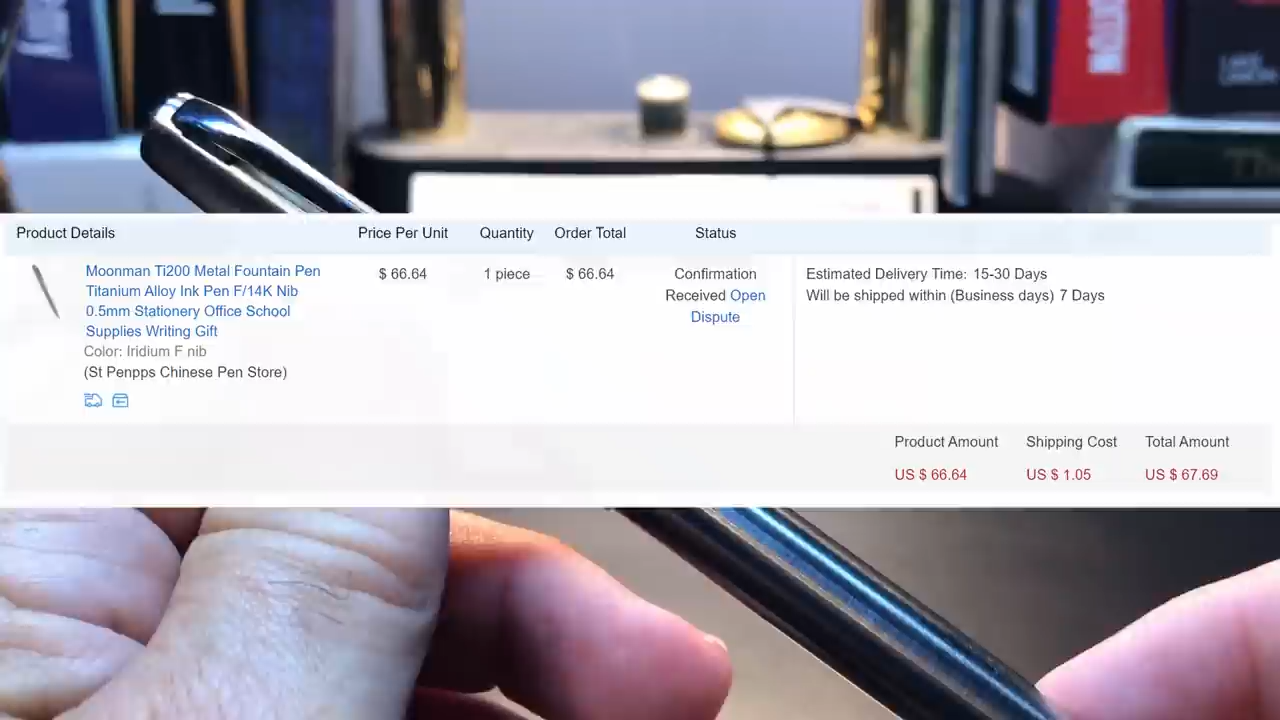 Product Details Price Per Unit Quantity Order Total Status
Moonman Ti200 Metal Fountain Pen
Titanium Alloy Ink Pen F/14K Nib
0.5mm Stationery Office School
Supplies Writing Gift
Color: Iridium F nib
(St Penpps Chinese Pen Store)
$ 66.64
1 piece
$ 66.64
Confirmation
Received Open
Dispute
Estimated Delivery Time: 15-30 Days
Will be shipped within (Business days) 7 Days
Product Amount Shipping Cost Total Amount
US $ 66.64 US $ 1.05 US $ 67.69